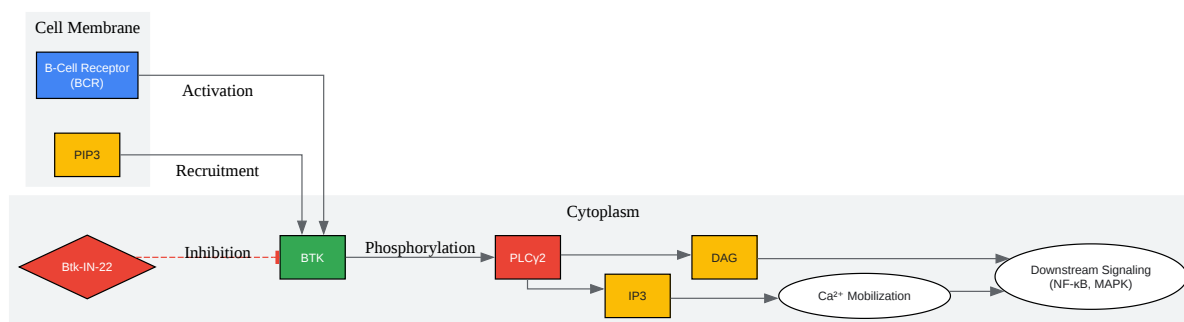 Cell Membrane
B-Cell Receptor
(BCR)
Activation
PIP3
Recruitment
Cytoplasm
Btk-IN-22
Inhibition
BTK
Phosphorylation
PLCγ2
DAG
IP3
Ca²⁺ Mobilization
Downstream Signaling
(NF-κB, MAPK)